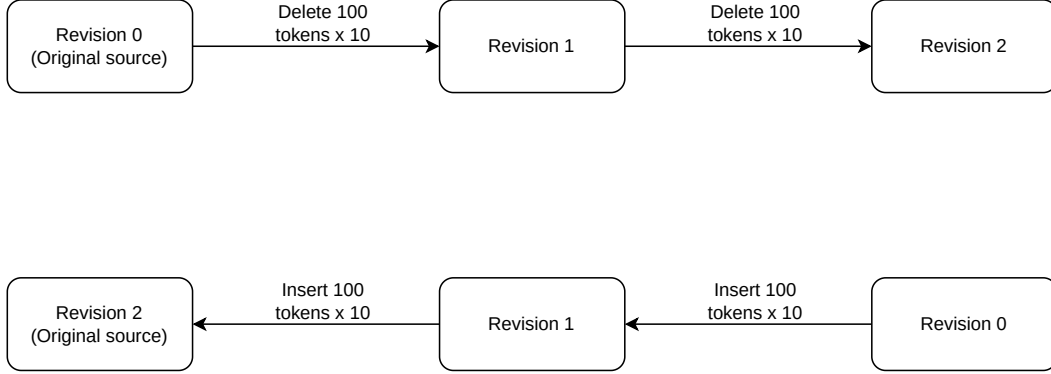 Revision 0
(Original source)
Delete 100
tokens x 10
Revision 1
Delete 100
tokens x 10
Revision 2
Revision 2
(Original source)
Insert 100
tokens x 10
Revision 1
Insert 100
tokens x 10
Revision 0